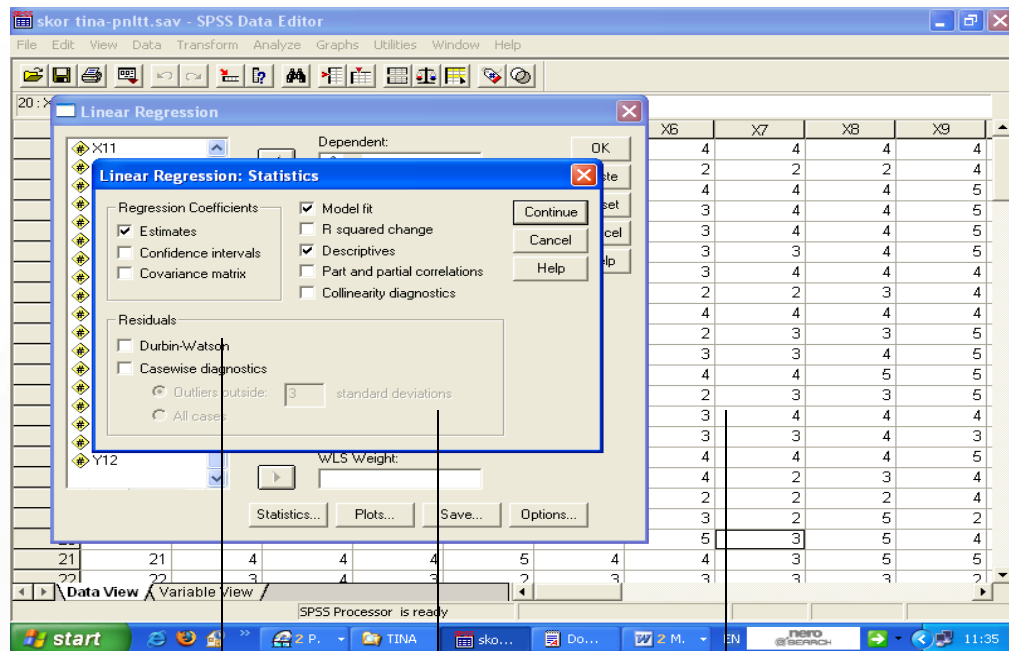 skor tina-pnltt.sav - SPSS Data Editor
File Edit View Data Transform Analyze Graphs Utilities Window Help
20 : X
Linear Regression
X6 X7 X8 X9
X11
Dependent:
OK
Linear Regression: Statistics
Regression Coefficients
Estimates
Confidence intervals
Covariance matrix
Model fit
R squared change
Descriptives
Part and partial correlations
Collinearity diagnostics
Continue
Cancel
Help
Residuals
Durbin-Watson
Casewise diagnostics
Outliers outside: 3 standard deviations
All cases
Y12
WLS Weight:
Statistics... Plots... Save... Options...
4 4 4 4
2 2 2 4
4 4 4 5
3 4 4 5
3 3 4 5
3 4 4 4
2 2 3 4
4 4 4 4
2 3 3 5
3 3 4 5
4 4 5 5
2 3 3 5
3 4 4 4
3 3 4 3
4 4 4 5
4 2 3 4
2 2 2 4
3 2 5 2
5 3 5 4
21 21 4 4 4 5 4 4 3 5 5
22 22 3 4 3 2 3 3 3 3 2
Data View Variable View
SPSS Processor is ready
start 2 P. TINA sko... Do... 2 M. EN nero SEARCH 11:35